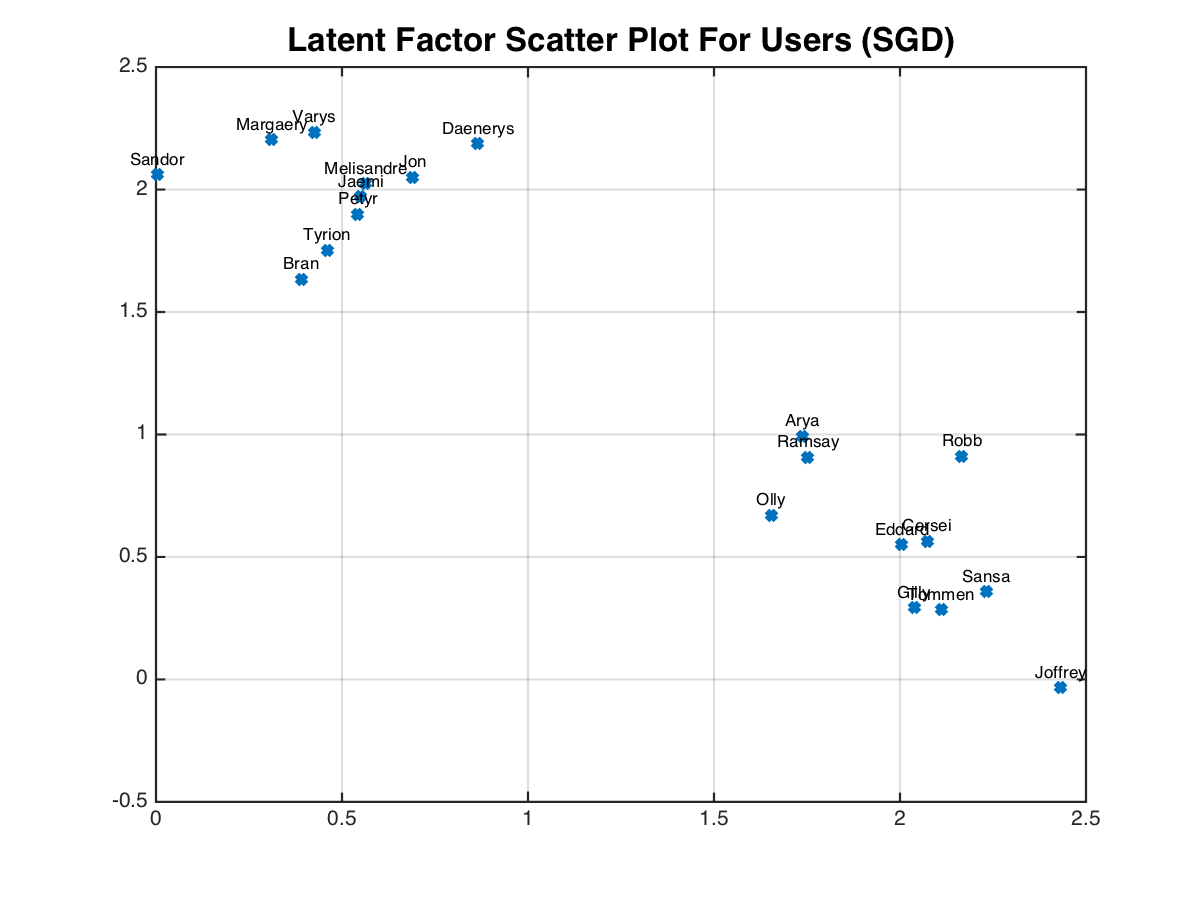 Latent Factor Scatter Plot For Users (SGD)
2.5
Varys
Margaery
Daenerys
Sandor
Jon
Melisandre
Jaemi
2
Petyr
Tyrion
Bran
1.5
Arya
1
Ramsay
Robb
Olly
Cersei
Eddard
0.5
Sansa
Gilly
Tommen
Joffrey
0
-0.5
0
0.5
1
1.5
2
2.5